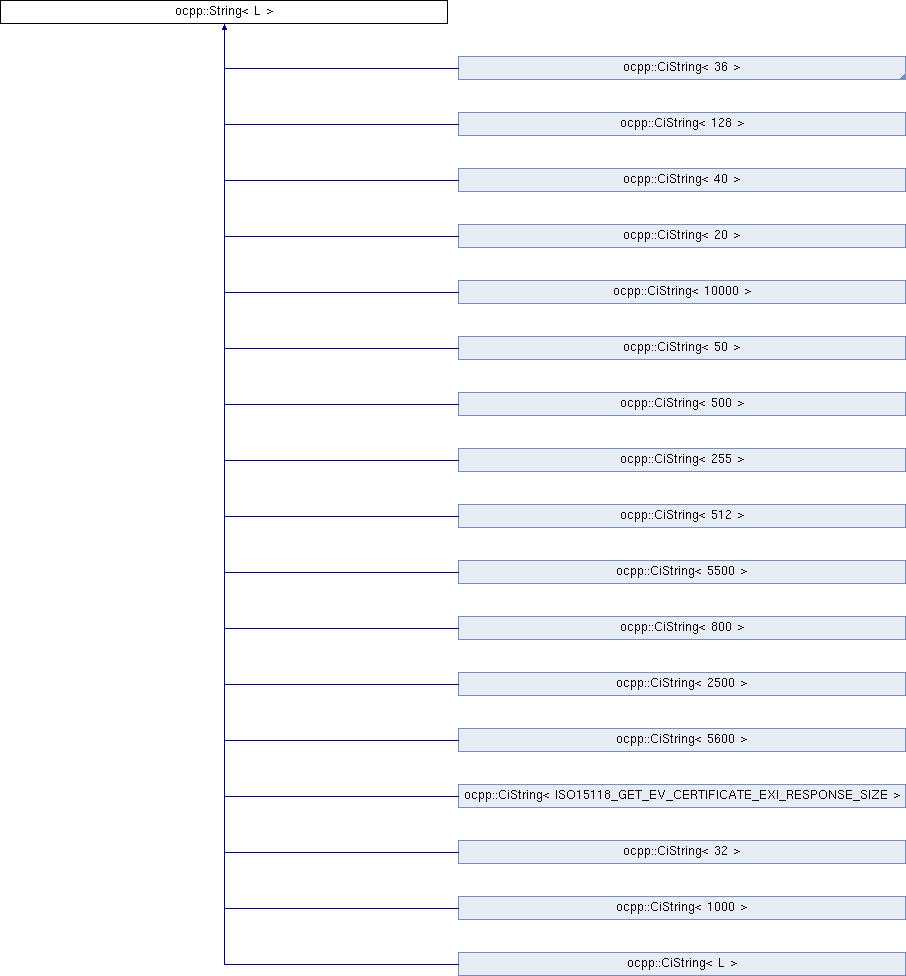 ocpp::String< L >
ocpp::CiString< 36 >
ocpp::CiString< 128 >
ocpp::CiString< 40 >
ocpp::CiString< 20 >
ocpp::CiString< 10000 >
ocpp::CiString< 50 >
ocpp::CiString< 500 >
ocpp::CiString< 255 >
ocpp::CiString< 512 >
ocpp::CiString< 5500 >
ocpp::CiString< 800 >
ocpp::CiString< 2500 >
ocpp::CiString< 5600 >
ocpp::CiString< ISO15118_GET_EV_CERTIFICATE_EXI_RESPONSE_SIZE >
ocpp::CiString< 32 >
ocpp::CiString< 1000 >
ocpp::CiString< L >